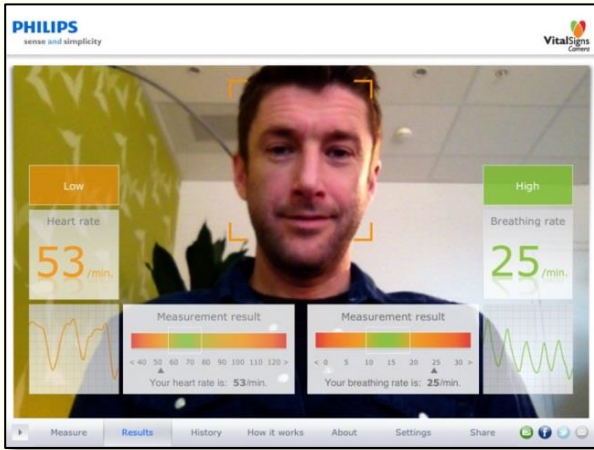 PHILIPS
sense and simplicity
VitalSigns
Camera
Low
High
Heart rate
Breathing rate
53/min.
25/min.
Measurement result
Measurement result
< 40 50 60 70 80 90 100 110 120 >
< 0 5 10 15 20 25 30 >
Your heart rate is: 53/min.
Your breathing rate is: 25/min.
Measure Results History How it works About Settings Share